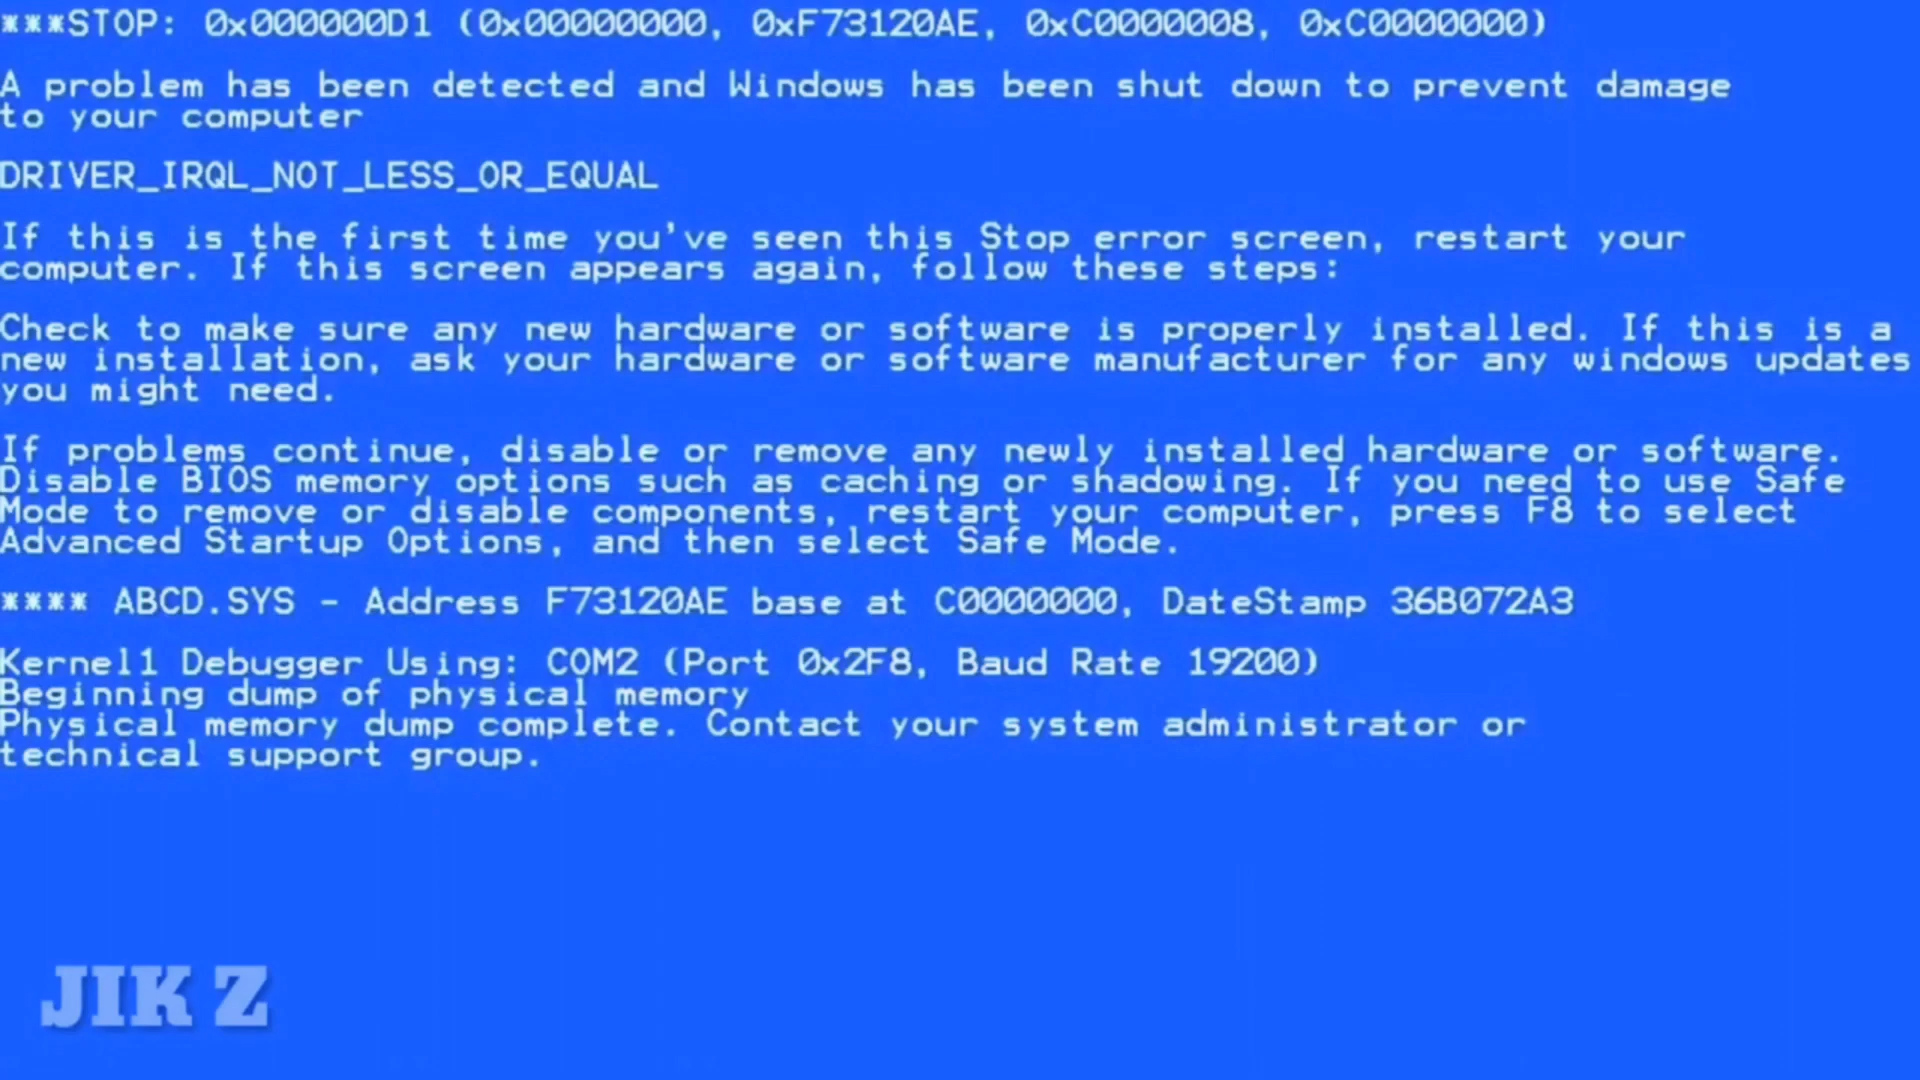 ***STOP: 0x000000D1 (0x00000000, 0xF73120AE, 0xC0000008, 0xC0000000)
A problem has been detected and Windows has been shut down to prevent damage
to your computer
DRIVER_IRQL_NOT_LESS_OR_EQUAL
If this is the first time you've seen this Stop error screen, restart your
computer. If this screen appears again, follow these steps:
Check to make sure any new hardware or software is properly installed. If this is a
new installation, ask your hardware or software manufacturer for any windows updates
you might need.
If problems continue, disable or remove any newly installed hardware or software.
Disable BIOS memory options such as caching or shadowing. If you need to use Safe
Mode to remove or disable components, restart your computer, press F8 to select
Advanced Startup Options, and then select Safe Mode.
**** ABCD.SYS - Address F73120AE base at C0000000, DateStamp 36B072A3
Kernel1 Debugger Using: COM2 (Port 0x2F8, Baud Rate 19200)
Beginning dump of physical memory
Physical memory dump complete. Contact your system administrator or
technical support group.
JIK Z